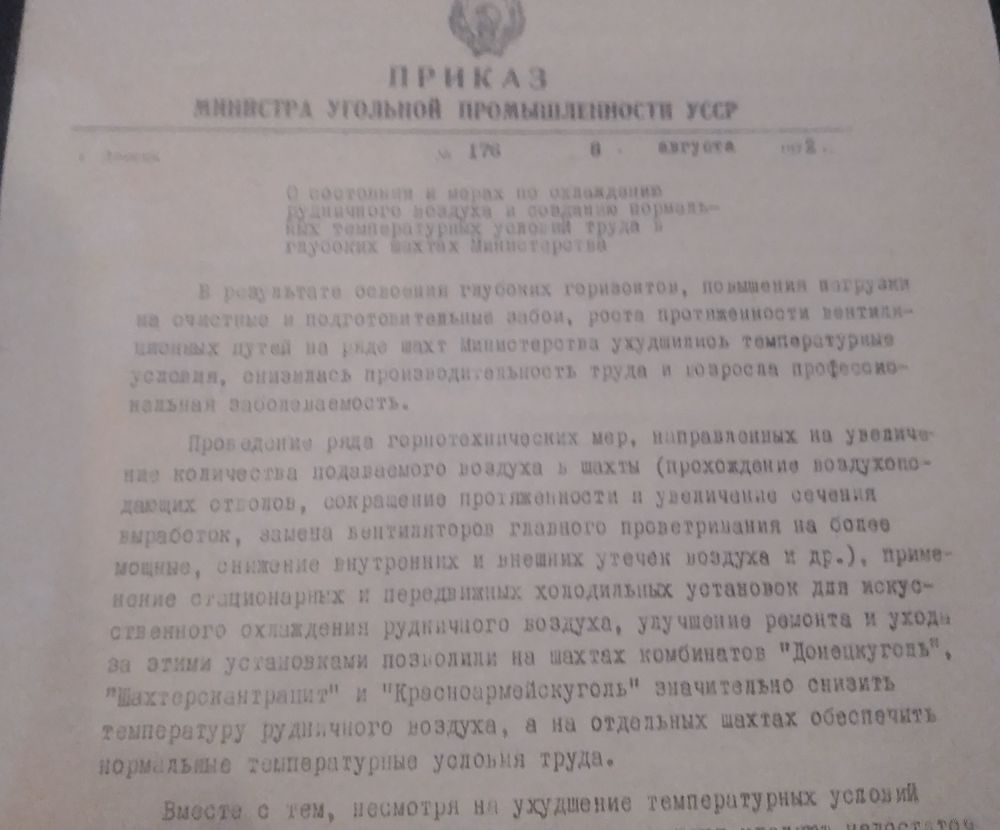 ПРИКАЗ
МИНИСТРА УГОЛЬНОЙ ПРОМЫШЛЕННОСТИ УССР
№ 176 8 августа
О состоянии и мерах по охлаждению
рудничного воздуха и созданию нормаль-
ных температурных условий труда в
глубоких шахтах Министерства
В результате освоения глубоких горизонтов, повышения нагрузки
на очистные и подготовительные забои, роста протяженности вентиля-
ционных путей на ряде шахт Министерства ухудшились температурные
условия, снизилась производительность труда и возросла профессио-
нальная заболеваемость.
Проведение ряда горнотехнических мер, направленных на увеличе-
ние количества подаваемого воздуха в шахты (прохождение воздухопо-
дающих стволов, сокращение протяженности и увеличение сечения
выработок, замена вентиляторов главного проветривания на более
мощные, снижение внутренних и внешних утечек воздуха и др.), приме-
нение стационарных и передвижных холодильных установок для искус-
ственного охлаждения рудничного воздуха, улучшение ремонта и ухода
за этими установками позволили на шахтах комбинатов "Донецкуголь",
"Шахтерскантрацит" и "Красноармейскуголь" значительно снизить
температуру рудничного воздуха, а на отдельных шахтах обеспечить
нормальные температурные условия труда.
Вместе с тем, несмотря на ухудшение температурных условий